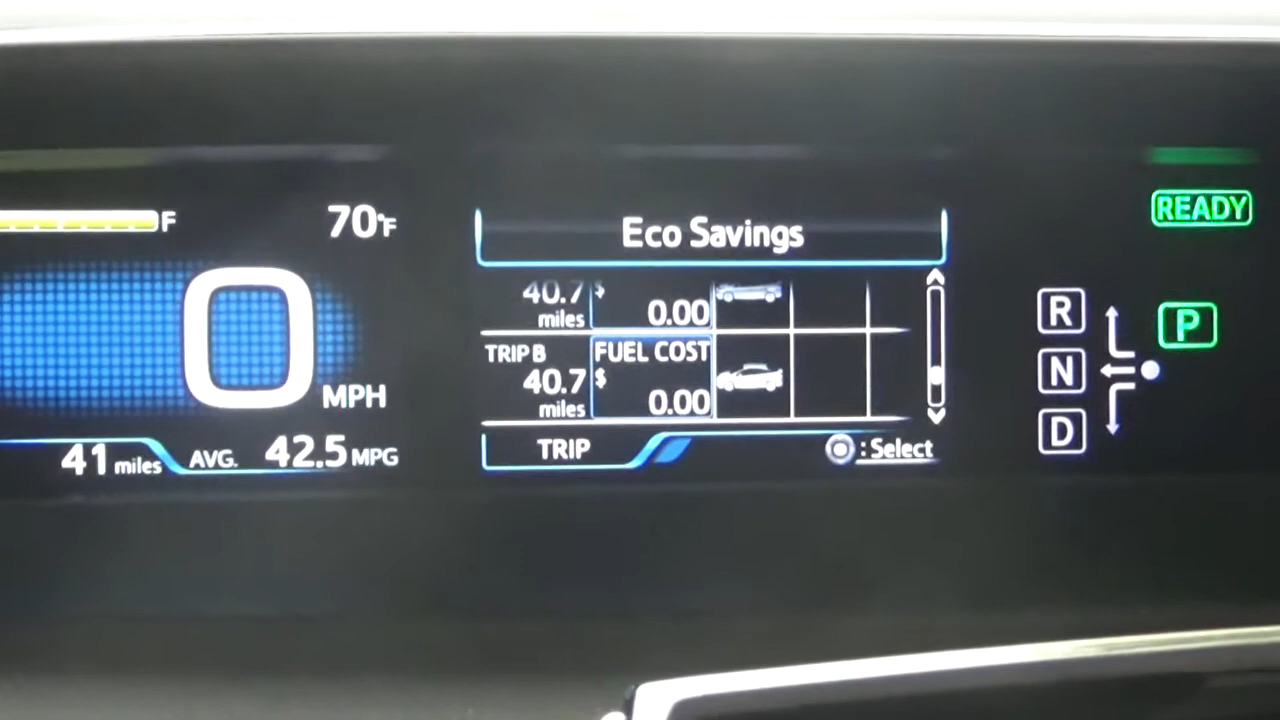 F
70°F
0 MPH
41 miles
AVG. 42.5 MPG
Eco Savings
40.7 $
miles 0.00
TRIP B FUEL COST
40.7 $
miles 0.00
TRIP
: Select
READY
R
P
N
D